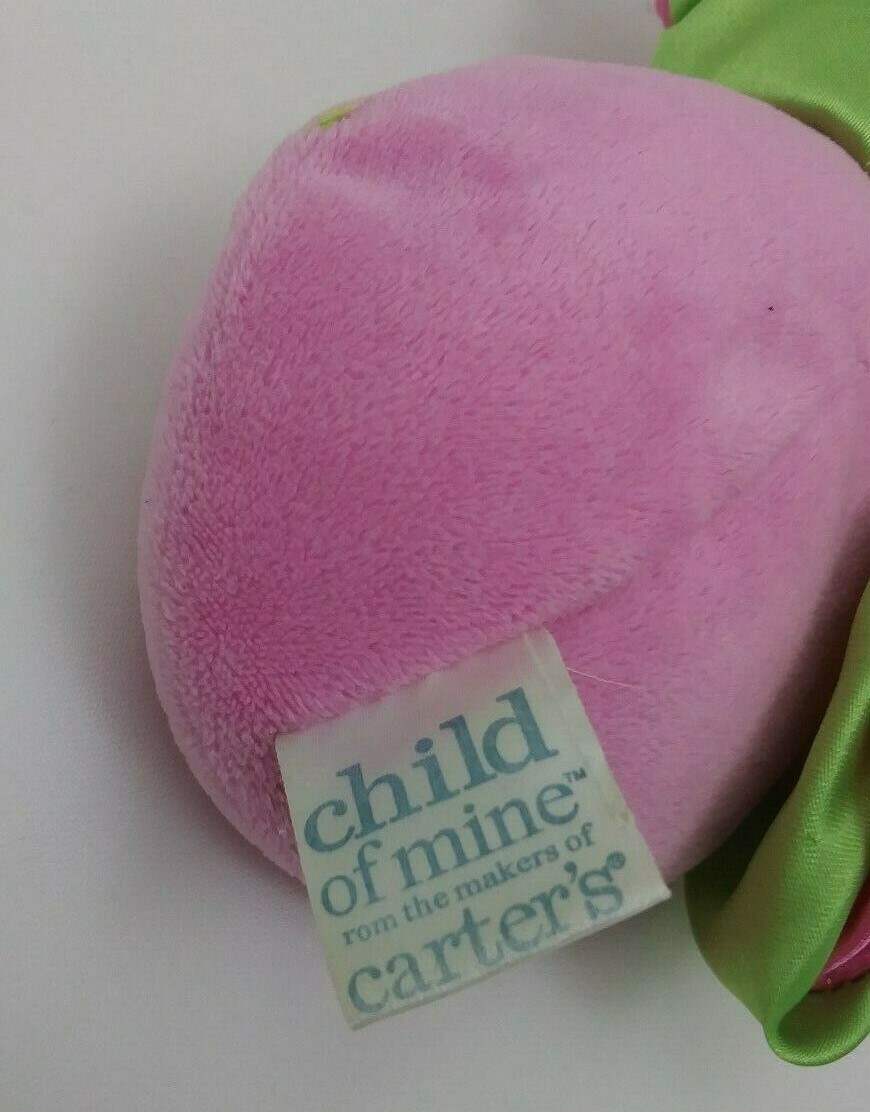 child
of mine™
rom the makers of
carter's®